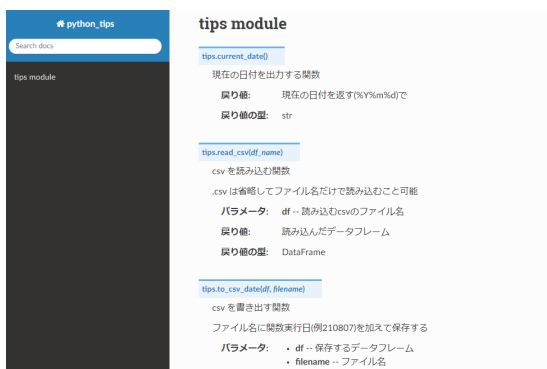 python_tips
Search docs
tips module
tips module
tips.current_date()
現在の日付を出力する関数
戻り値: 現在の日付を返す(%Y%m%d)で
戻り値の型: str
tips.read_csv(df_name)
csv を読み込む関数
.csv は省略してファイル名だけで読み込むこと可能
パラメータ: df -- 読み込むcsvのファイル名
戻り値: 読み込んだデータフレーム
戻り値の型: DataFrame
tips.to_csv_date(df, filename)
csv を書き出す関数
ファイル名に関数実行日(例210807)を加えて保存する
パラメータ: • df -- 保存するデータフレーム
• filename -- ファイル名